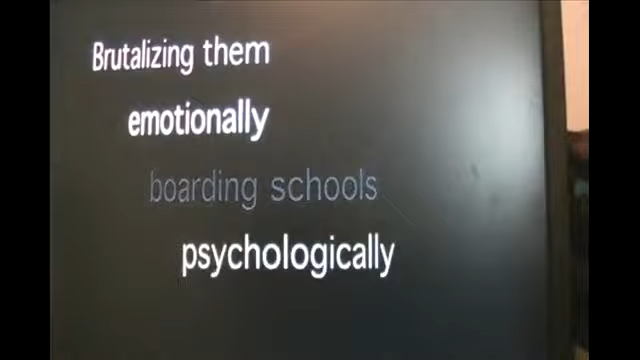 Brutalizing them
emotionally
boarding schools
psychologically